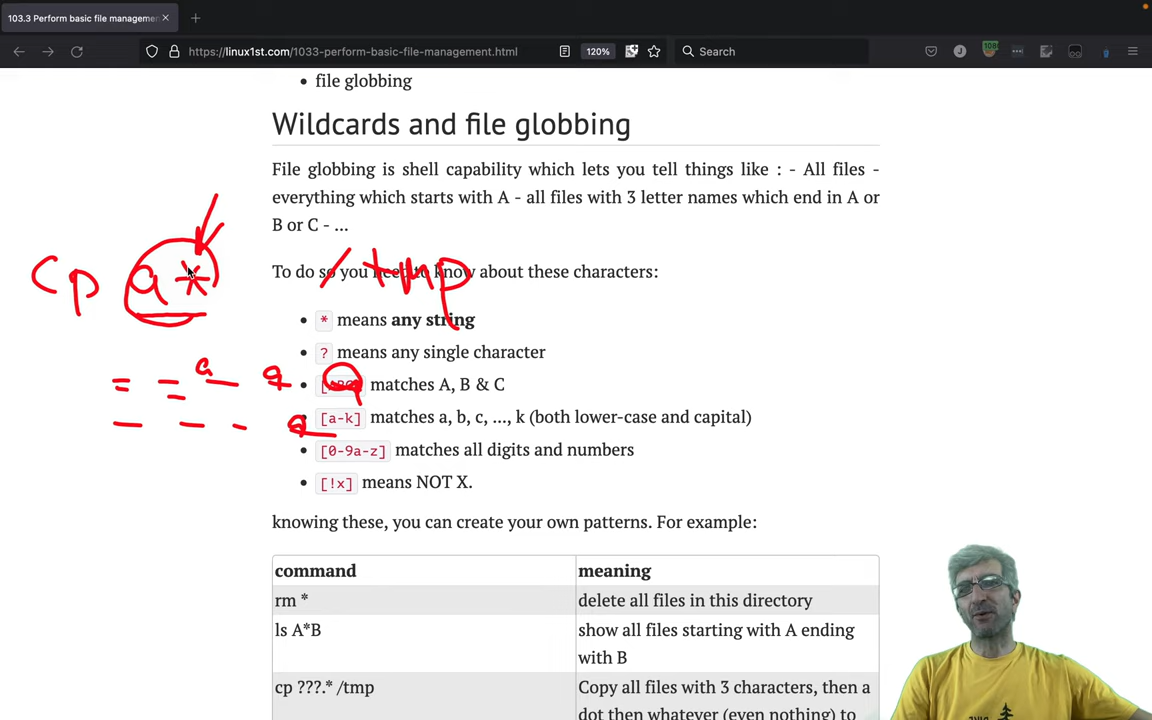 103.3 Perform basic file managemen
https://linux1st.com/1033-perform-basic-file-management.html
120%
Search
J
file globbing
Wildcards and file globbing
File globbing is shell capability which lets you tell things like : - All files -
everything which starts with A - all files with 3 letter names which end in A or
B or C - ...
cp a* /tmp
To do so you need to know about these characters:
* means any string
? means any single character
a a a
matches A, B & C
[a-k] matches a, b, c, ..., k (both lower-case and capital)
a
[0-9a-z] matches all digits and numbers
[!x] means NOT X.
knowing these, you can create your own patterns. For example:
command meaning
rm * delete all files in this directory
ls A*B show all files starting with A ending
with B
cp ???.* /tmp Copy all files with 3 characters, then a
dot then whatever (even nothing) to